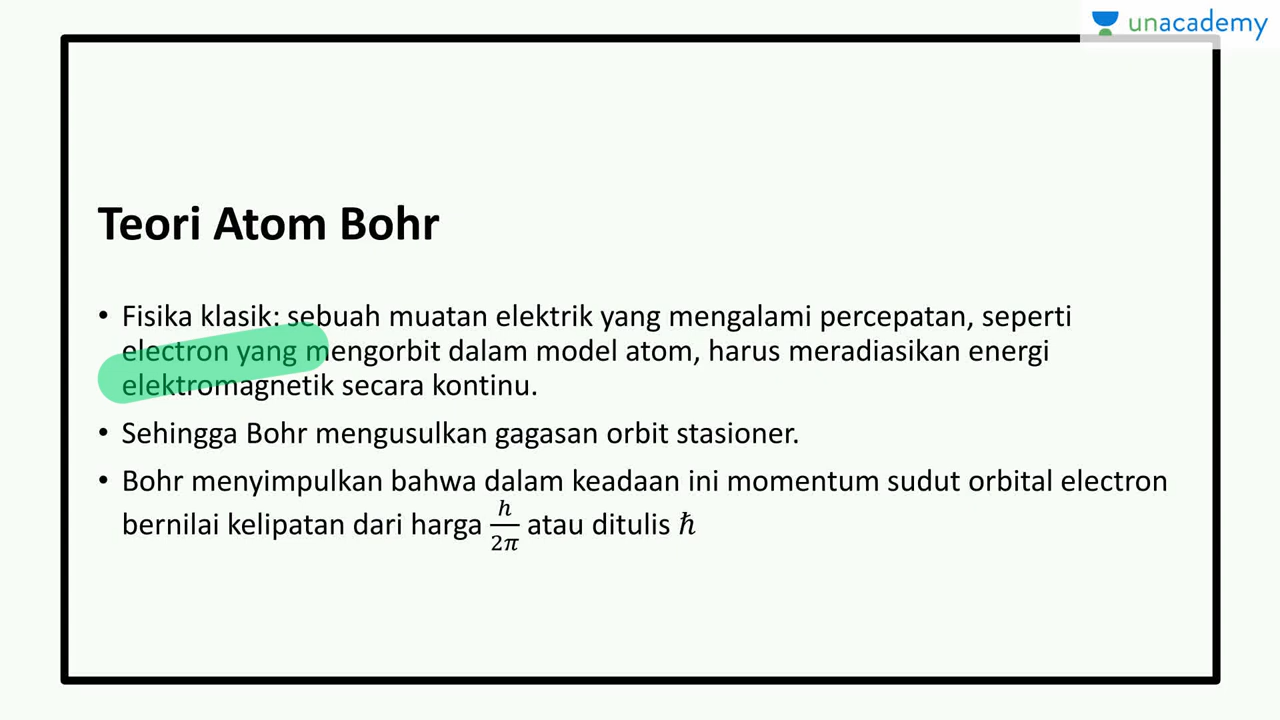 unacademy
Teori Atom Bohr
• Fisika klasik: sebuah muatan elektrik yang mengalami percepatan, seperti
electron yang mengorbit dalam model atom, harus meradiasikan energi
elektromagnetik secara kontinu.
• Sehingga Bohr mengusulkan gagasan orbit stasioner.
• Bohr menyimpulkan bahwa dalam keadaan ini momentum sudut orbital electron
bernilai kelipatan dari harga ℎ/2𝜋 atau ditulis ℏ